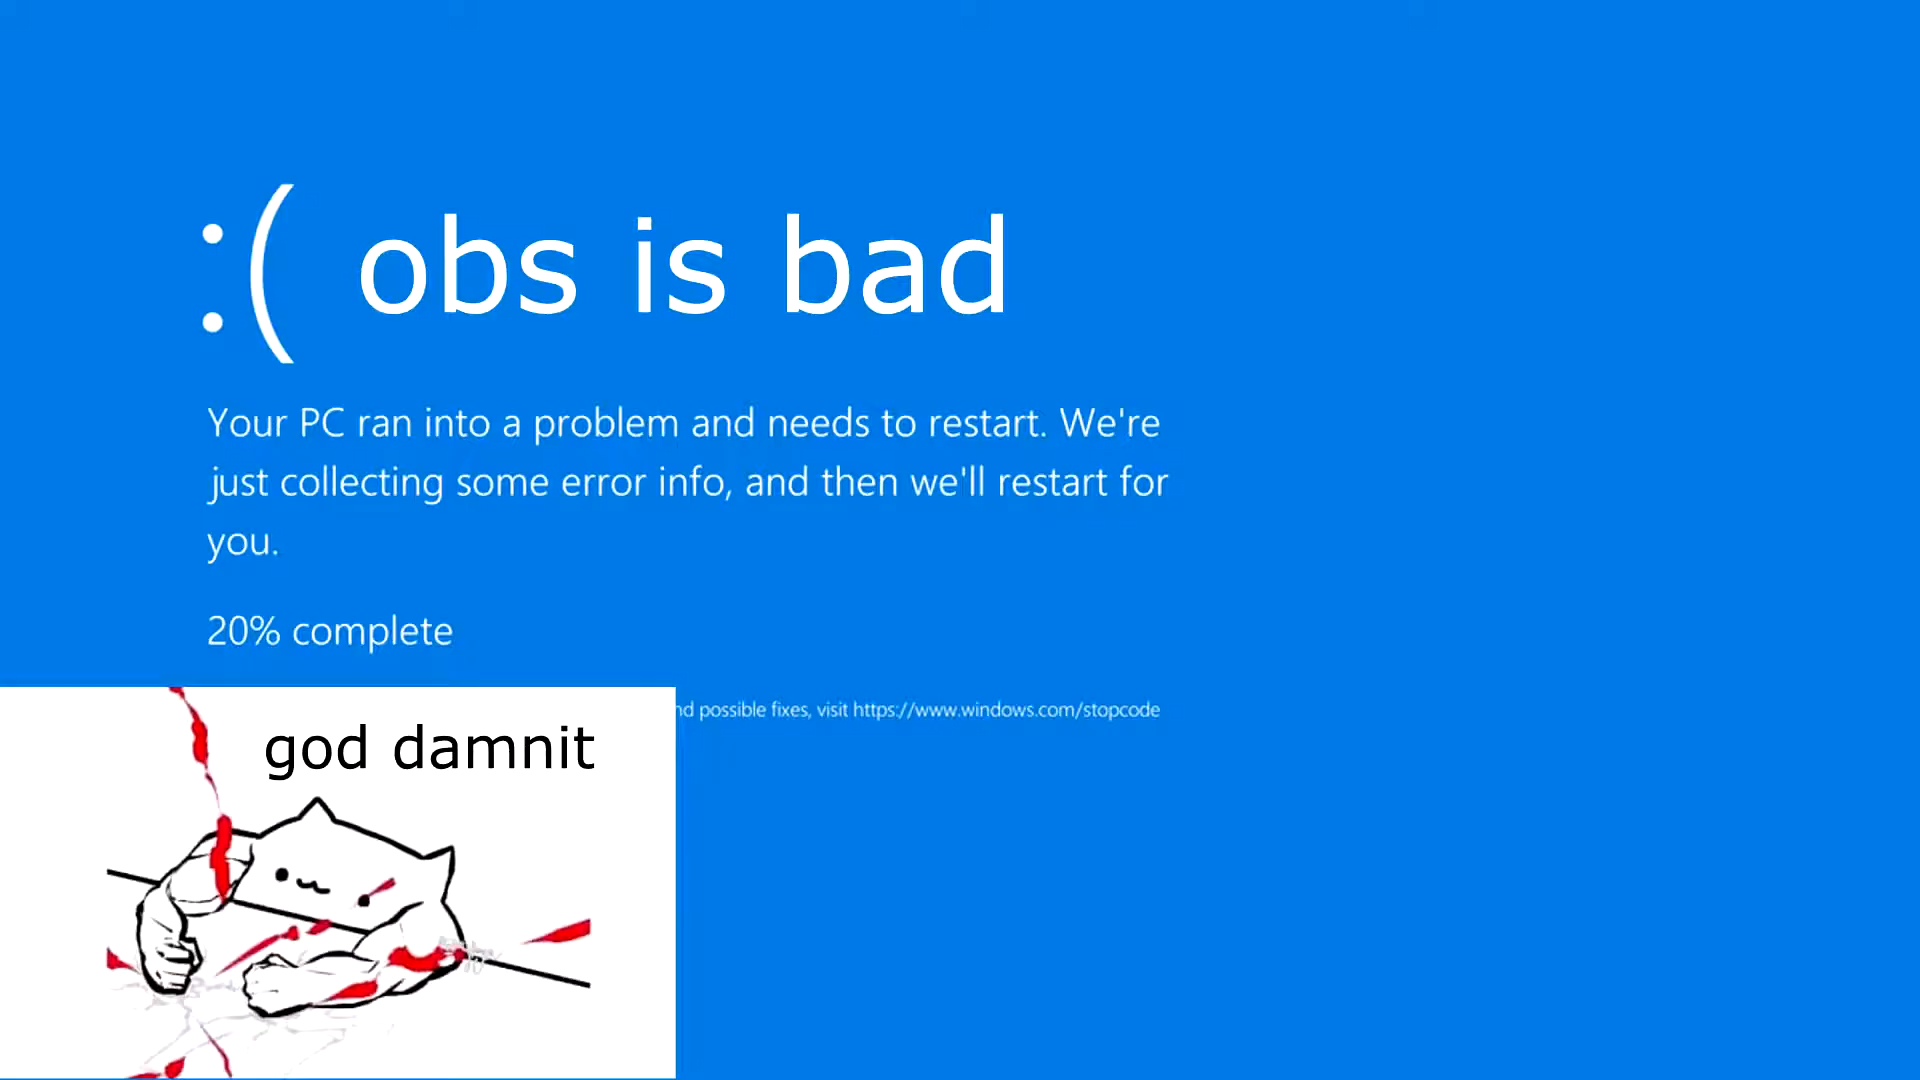 :( obs is bad
Your PC ran into a problem and needs to restart. We're
just collecting some error info, and then we'll restart for
you.
20% complete
possible fixes, visit https://www.windows.com/stopcode
god damnit